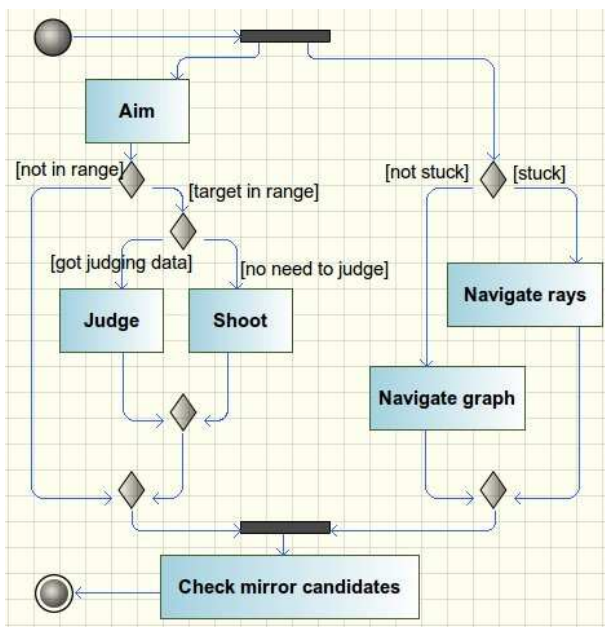 Aim
[not in range]
[target in range]
[not stuck]
[stuck]
[got judging data]
[no need to judge]
Judge
Shoot
Navigate rays
Navigate graph
Check mirror candidates